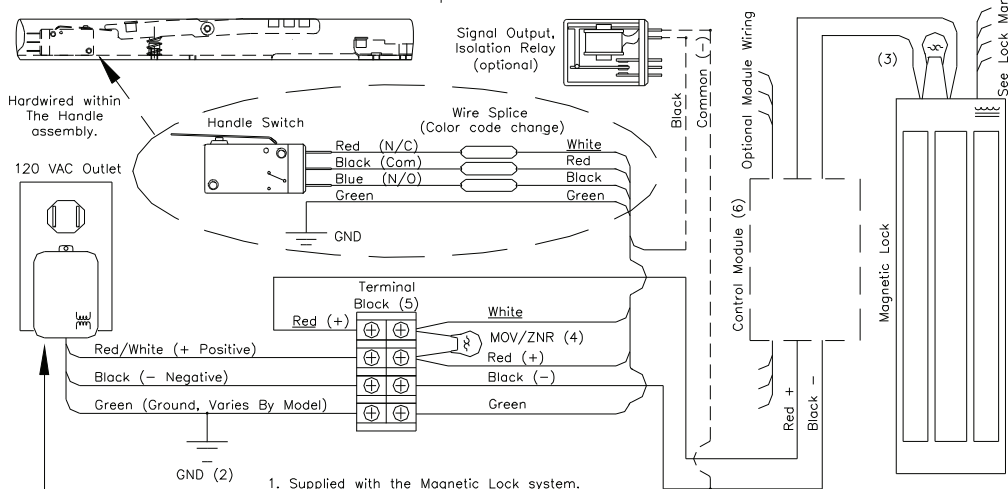 Signal Output,
Isolation Relay
(optional)
Black
Common (-)
Optional Module Wiring
(3)
See Lock Man
Hardwired within
The Handle
assembly.
Handle Switch
Wire Splice
(Color code change)
Red (N/C)
White
Black (Com)
Red
Blue (N/O)
Black
Green
Green
GND
120 VAC Outlet
Control Module (6)
Magnetic Lock
Terminal
Block (5)
Red (+)
White
MOV/ZNR (4)
Red/White (+ Positive)
Red (+)
Black (- Negative)
Black (-)
Green (Ground, Varies By Model)
Green
Red +
Black -
GND (2)
1. Supplied with the Magnetic Lock system.